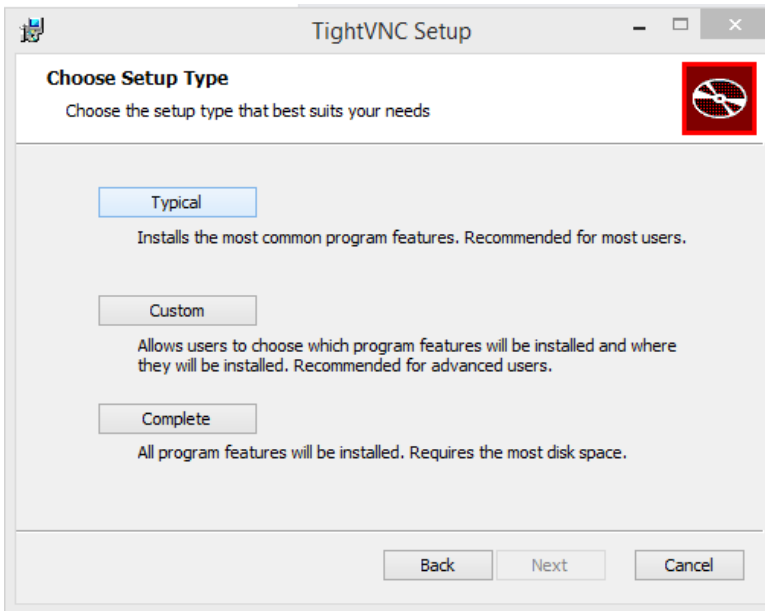 TightVNC Setup
Choose Setup Type
Choose the setup type that best suits your needs
Typical
Installs the most common program features. Recommended for most users.
Custom
Allows users to choose which program features will be installed and where
they will be installed. Recommended for advanced users.
Complete
All program features will be installed. Requires the most disk space.
Back Next Cancel